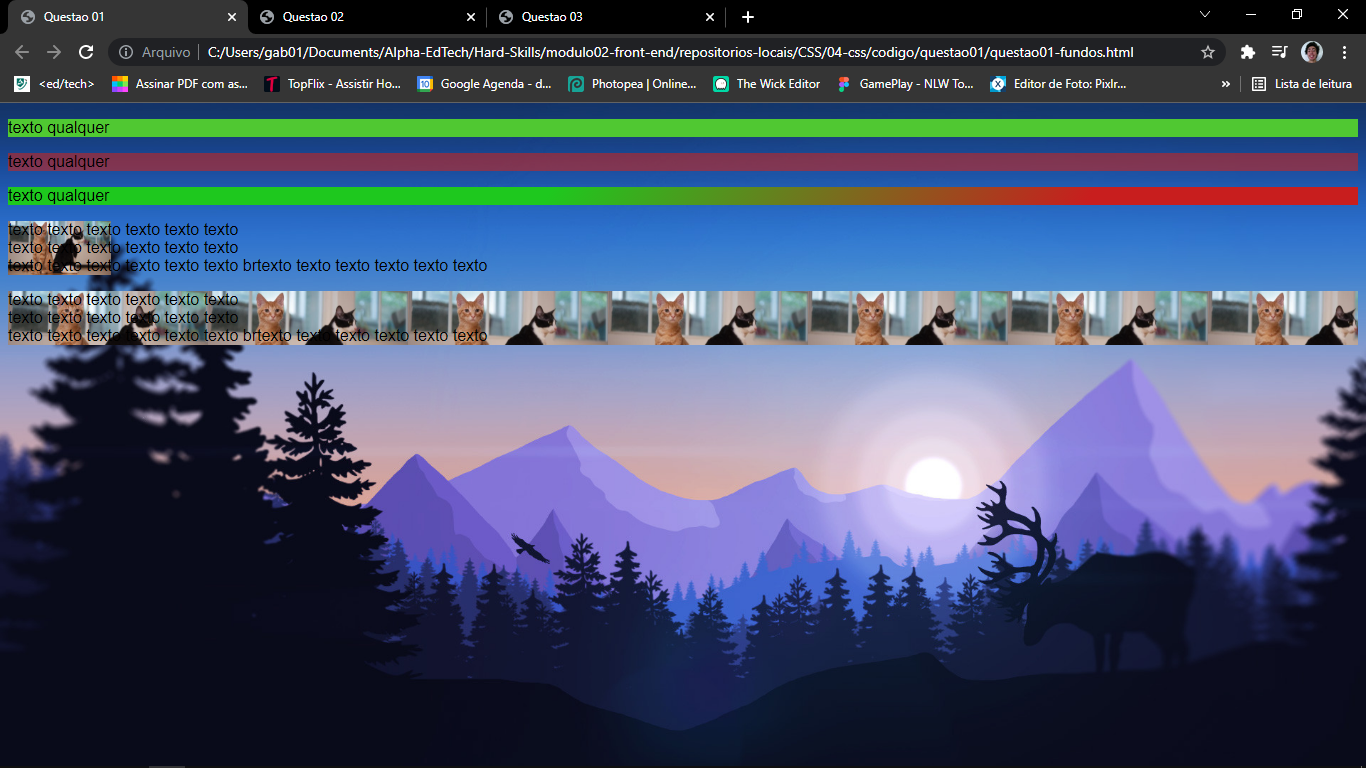 Questao 01
Questao 02
Questao 03
Arquivo
C:/Users/gab01/Documents/Alpha-EdTech/Hard-Skills/modulo02-front-end/repositorios-locais/CSS/04-css/codigo/questao01/questao01-fundos.html
<ed/tech>
Assinar PDF com as...
TopFlix - Assistir Ho...
Google Agenda - d...
Photopea | Online...
The Wick Editor
GamePlay - NLW To...
Editor de Foto: Pixlr...
»
Lista de leitura
texto qualquer
texto qualquer
texto qualquer
texto texto texto texto texto texto
texto texto texto texto texto texto
texto texto texto texto texto texto brtexto texto texto texto texto texto
texto texto texto texto texto texto
texto texto texto texto texto texto
texto texto texto texto texto texto brtexto texto texto texto texto texto